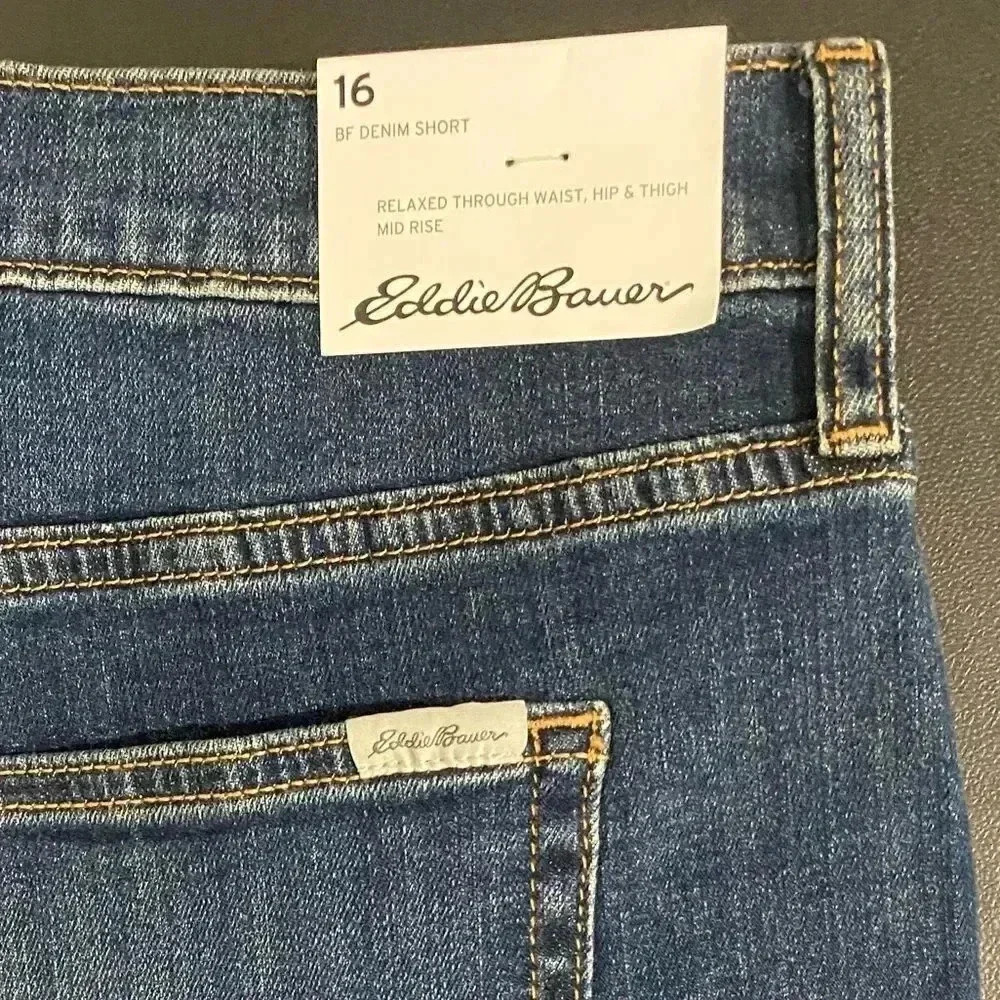 16
BF DENIM SHORT
RELAXED THROUGH WAIST, HIP & THIGH
MID RISE
Eddie Bauer
Eddie Bauer